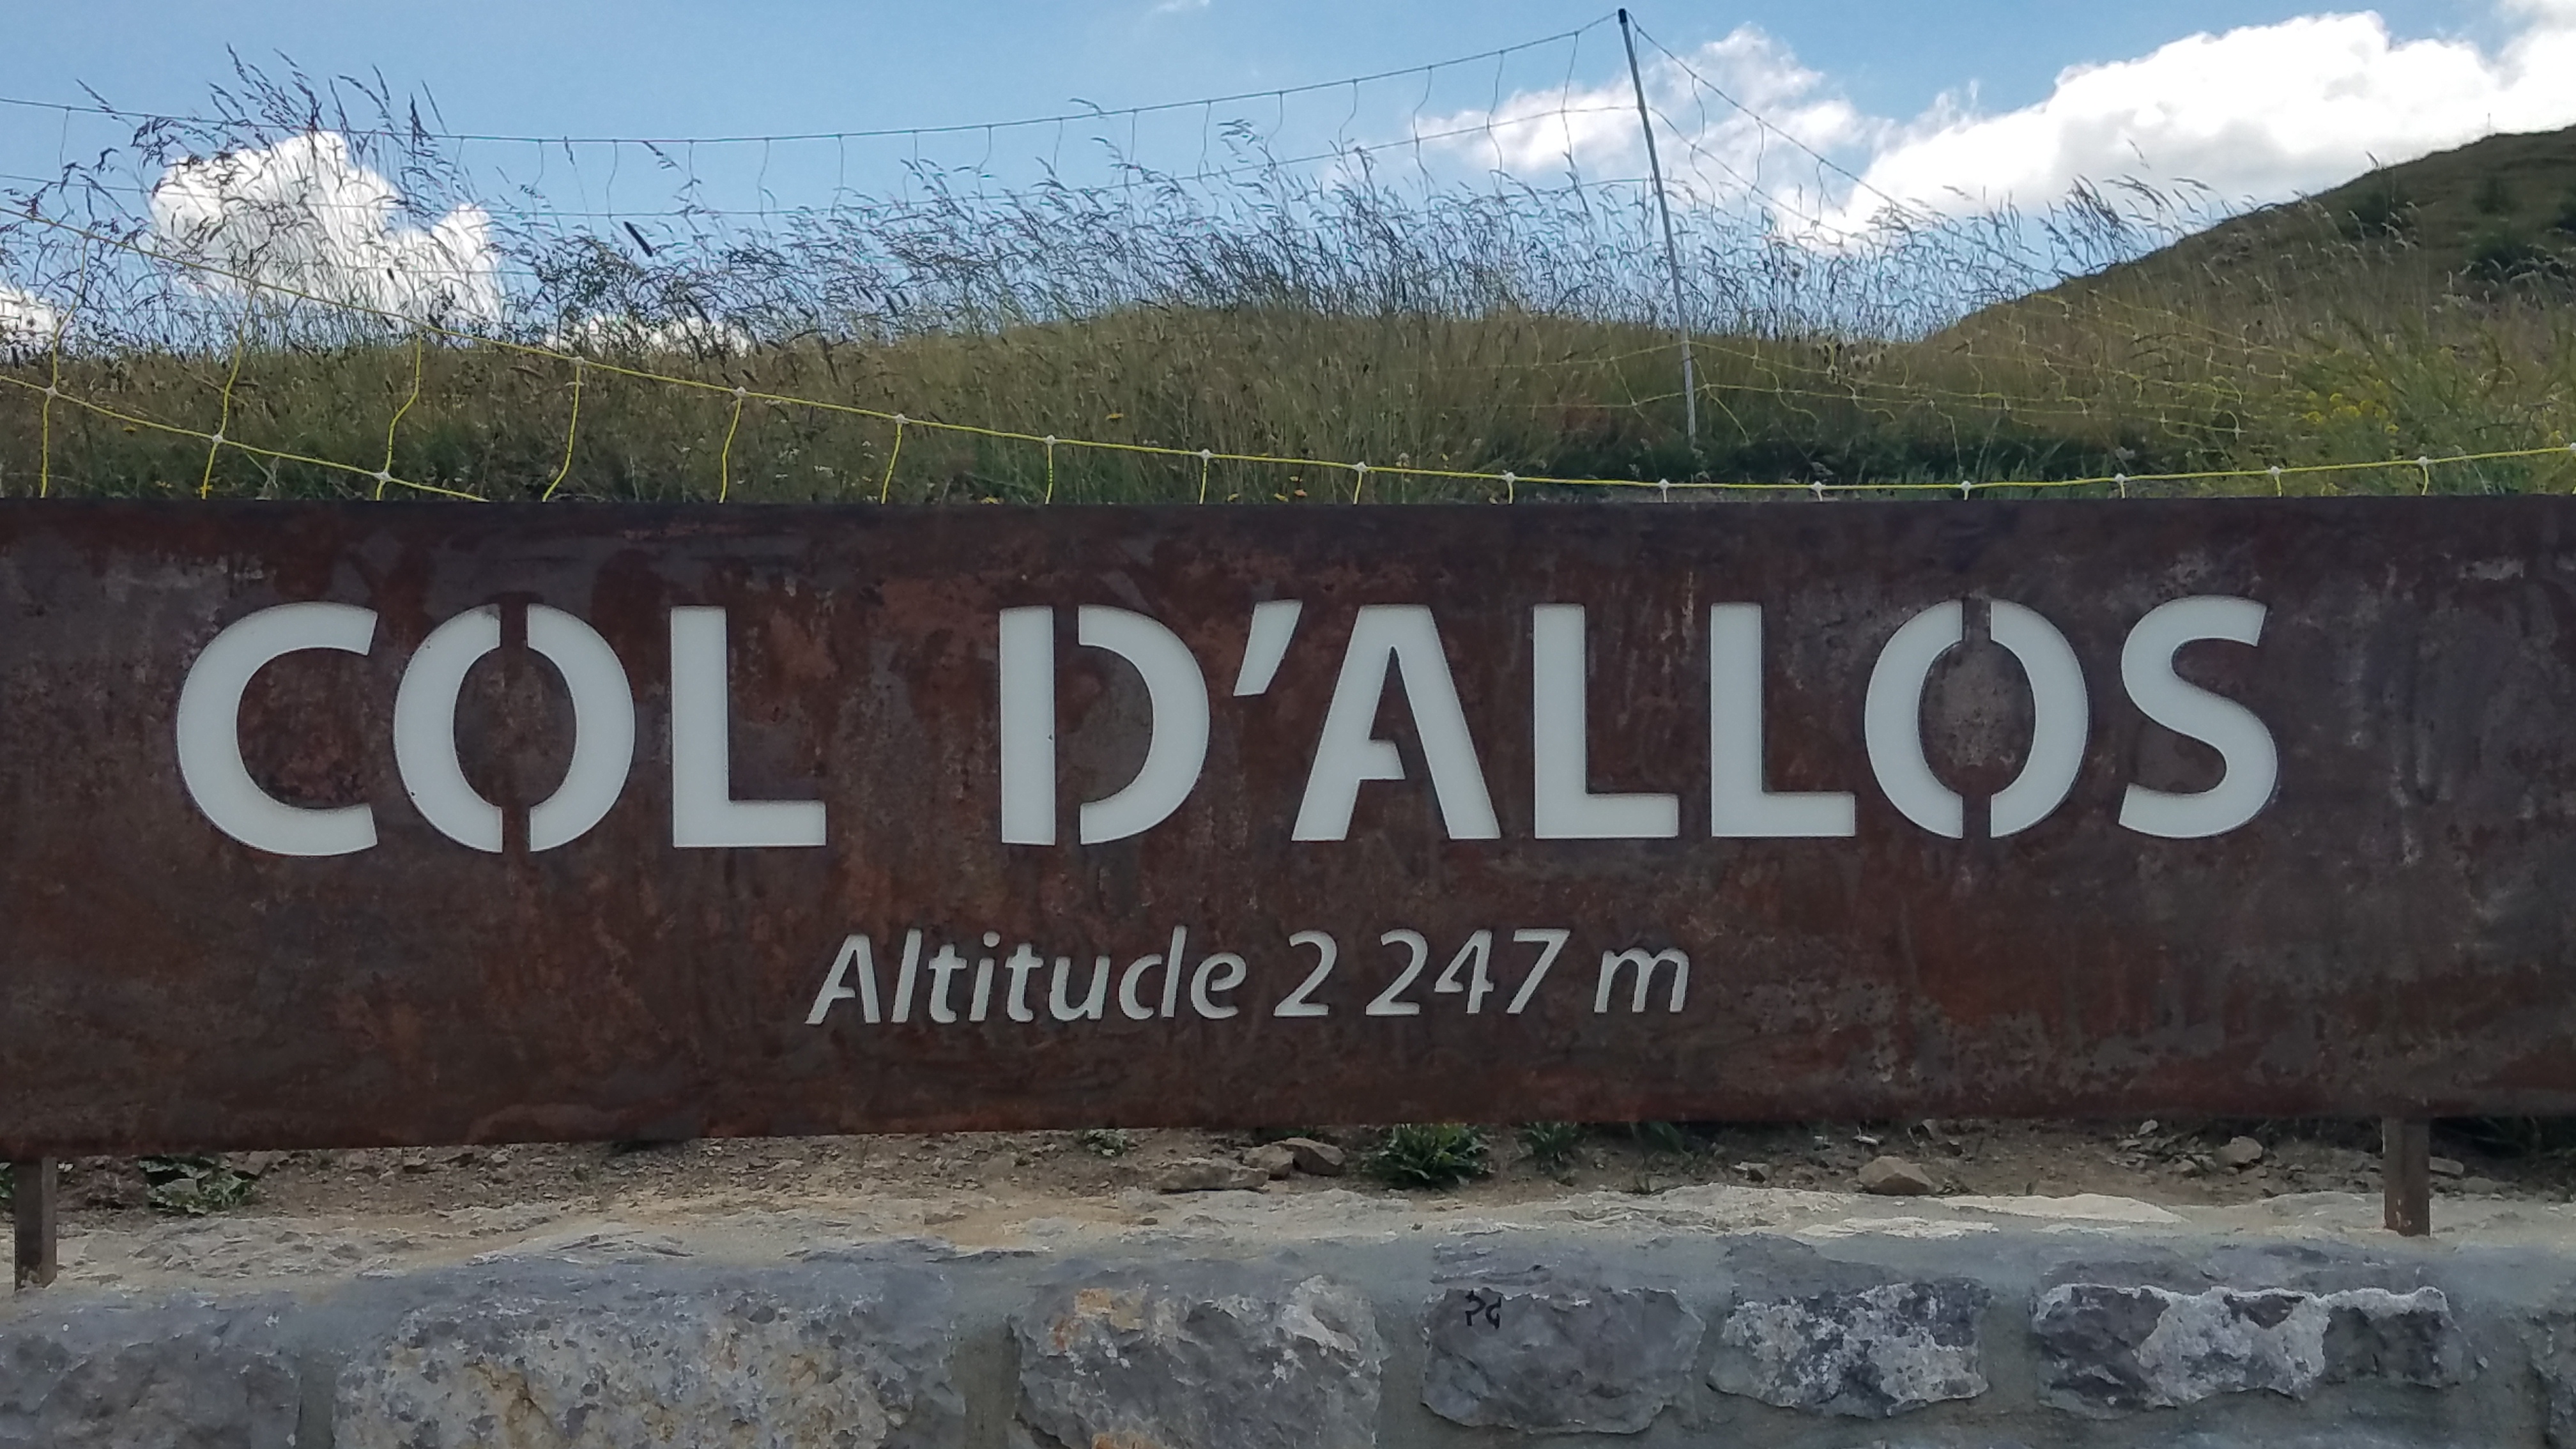 COL D'ALLOS
Altitude 2 247 m